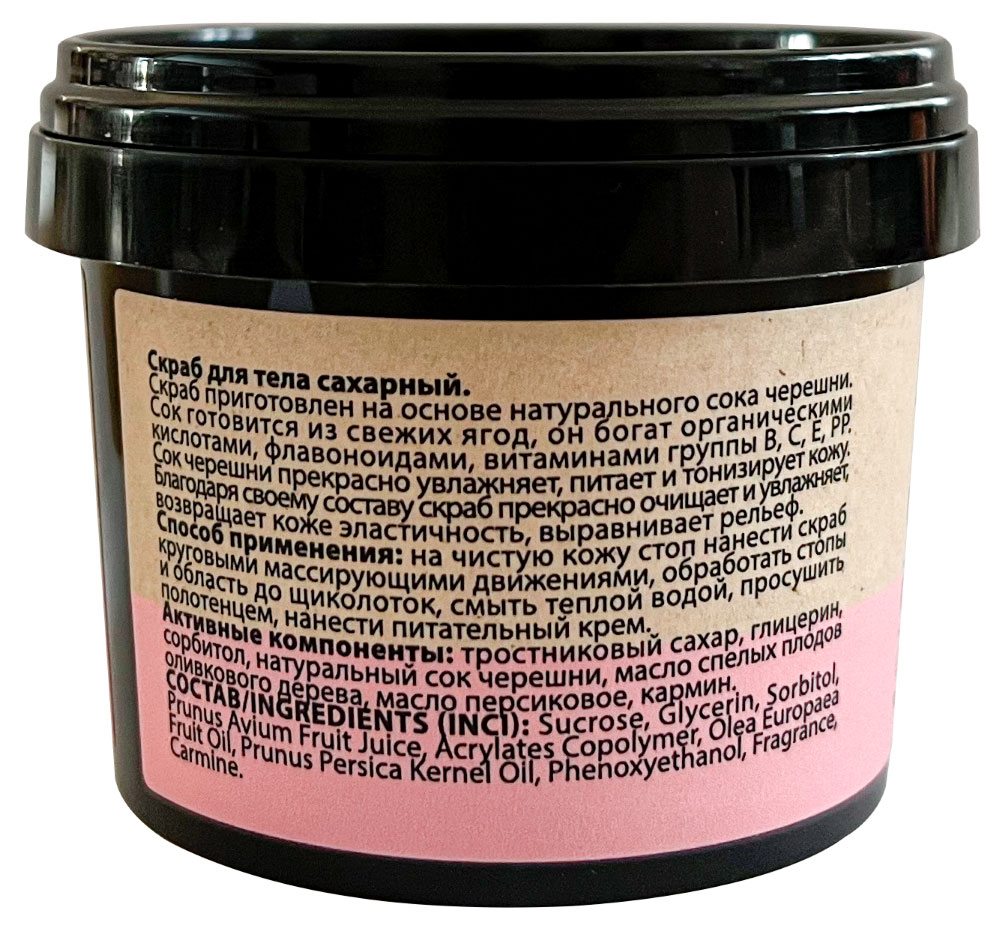 Скраб для тела сахарный.
Скраб приготовлен на основе натурального сока черешни.
Сок готовится из свежих ягод, он богат органическими
кислотами, флавоноидами, витаминами группы В, С, Е, РР.
Сок черешни прекрасно увлажняет, питает и тонизирует кожу.
Благодаря своему составу скраб прекрасно очищает и увлажняет,
возвращает коже эластичность, выравнивает рельеф.
Способ применения: на чистую кожу стоп нанести скраб
круговыми массирующими движениями, обработать стопы
и область до щиколоток, смыть теплой водой, просушить
полотенцем, нанести питательный крем.
Активные компоненты: тростниковый сахар, глицерин,
сорбитол, натуральный сок черешни, масло спелых плодов
оливкового дерева, масло персиковое, кармин.
СОСТАВ/INGREDIENTS (INCI): Sucrose, Glycerin, Sorbitol,
Prunus Avium Fruit Juice, Acrylates Copolymer, Olea Europaea
Fruit Oil, Prunus Persica Kernel Oil, Phenoxyethanol, Fragrance,
Carmine.